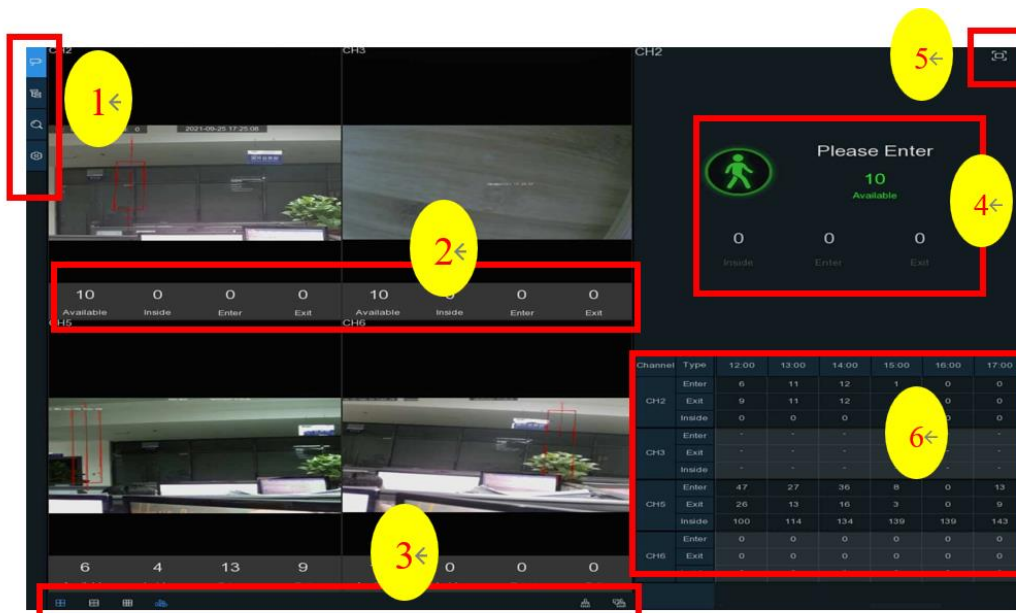 CH2
CH3
CH2
5
1
2021-09-25 17:25:08
Please Enter
10
Available
4
0 0 0
Inside Enter Exit
2
10 0 0 0 10 0 0
Available Inside Enter Exit Available Inside Enter Exit
CH5
CH6
Channel Type 12:00 13:00 14:00 15:00 16:00 17:00
CH2 Enter 6 11 12 1 0 0
Exit 9 11 12 0 0
Inside 0 0 0 0 0
CH3 Enter - - - -
Exit - - - - -
Inside - - - - -
6
CH5 Enter 47 27 36 8 0 13
Exit 26 13 16 3 0 9
Inside 100 114 134 139 139 143
CH6 Enter 0 0 0 0 0 0
Exit 0 0 0 0 0 0
6 4 13 9 0 0 0
3